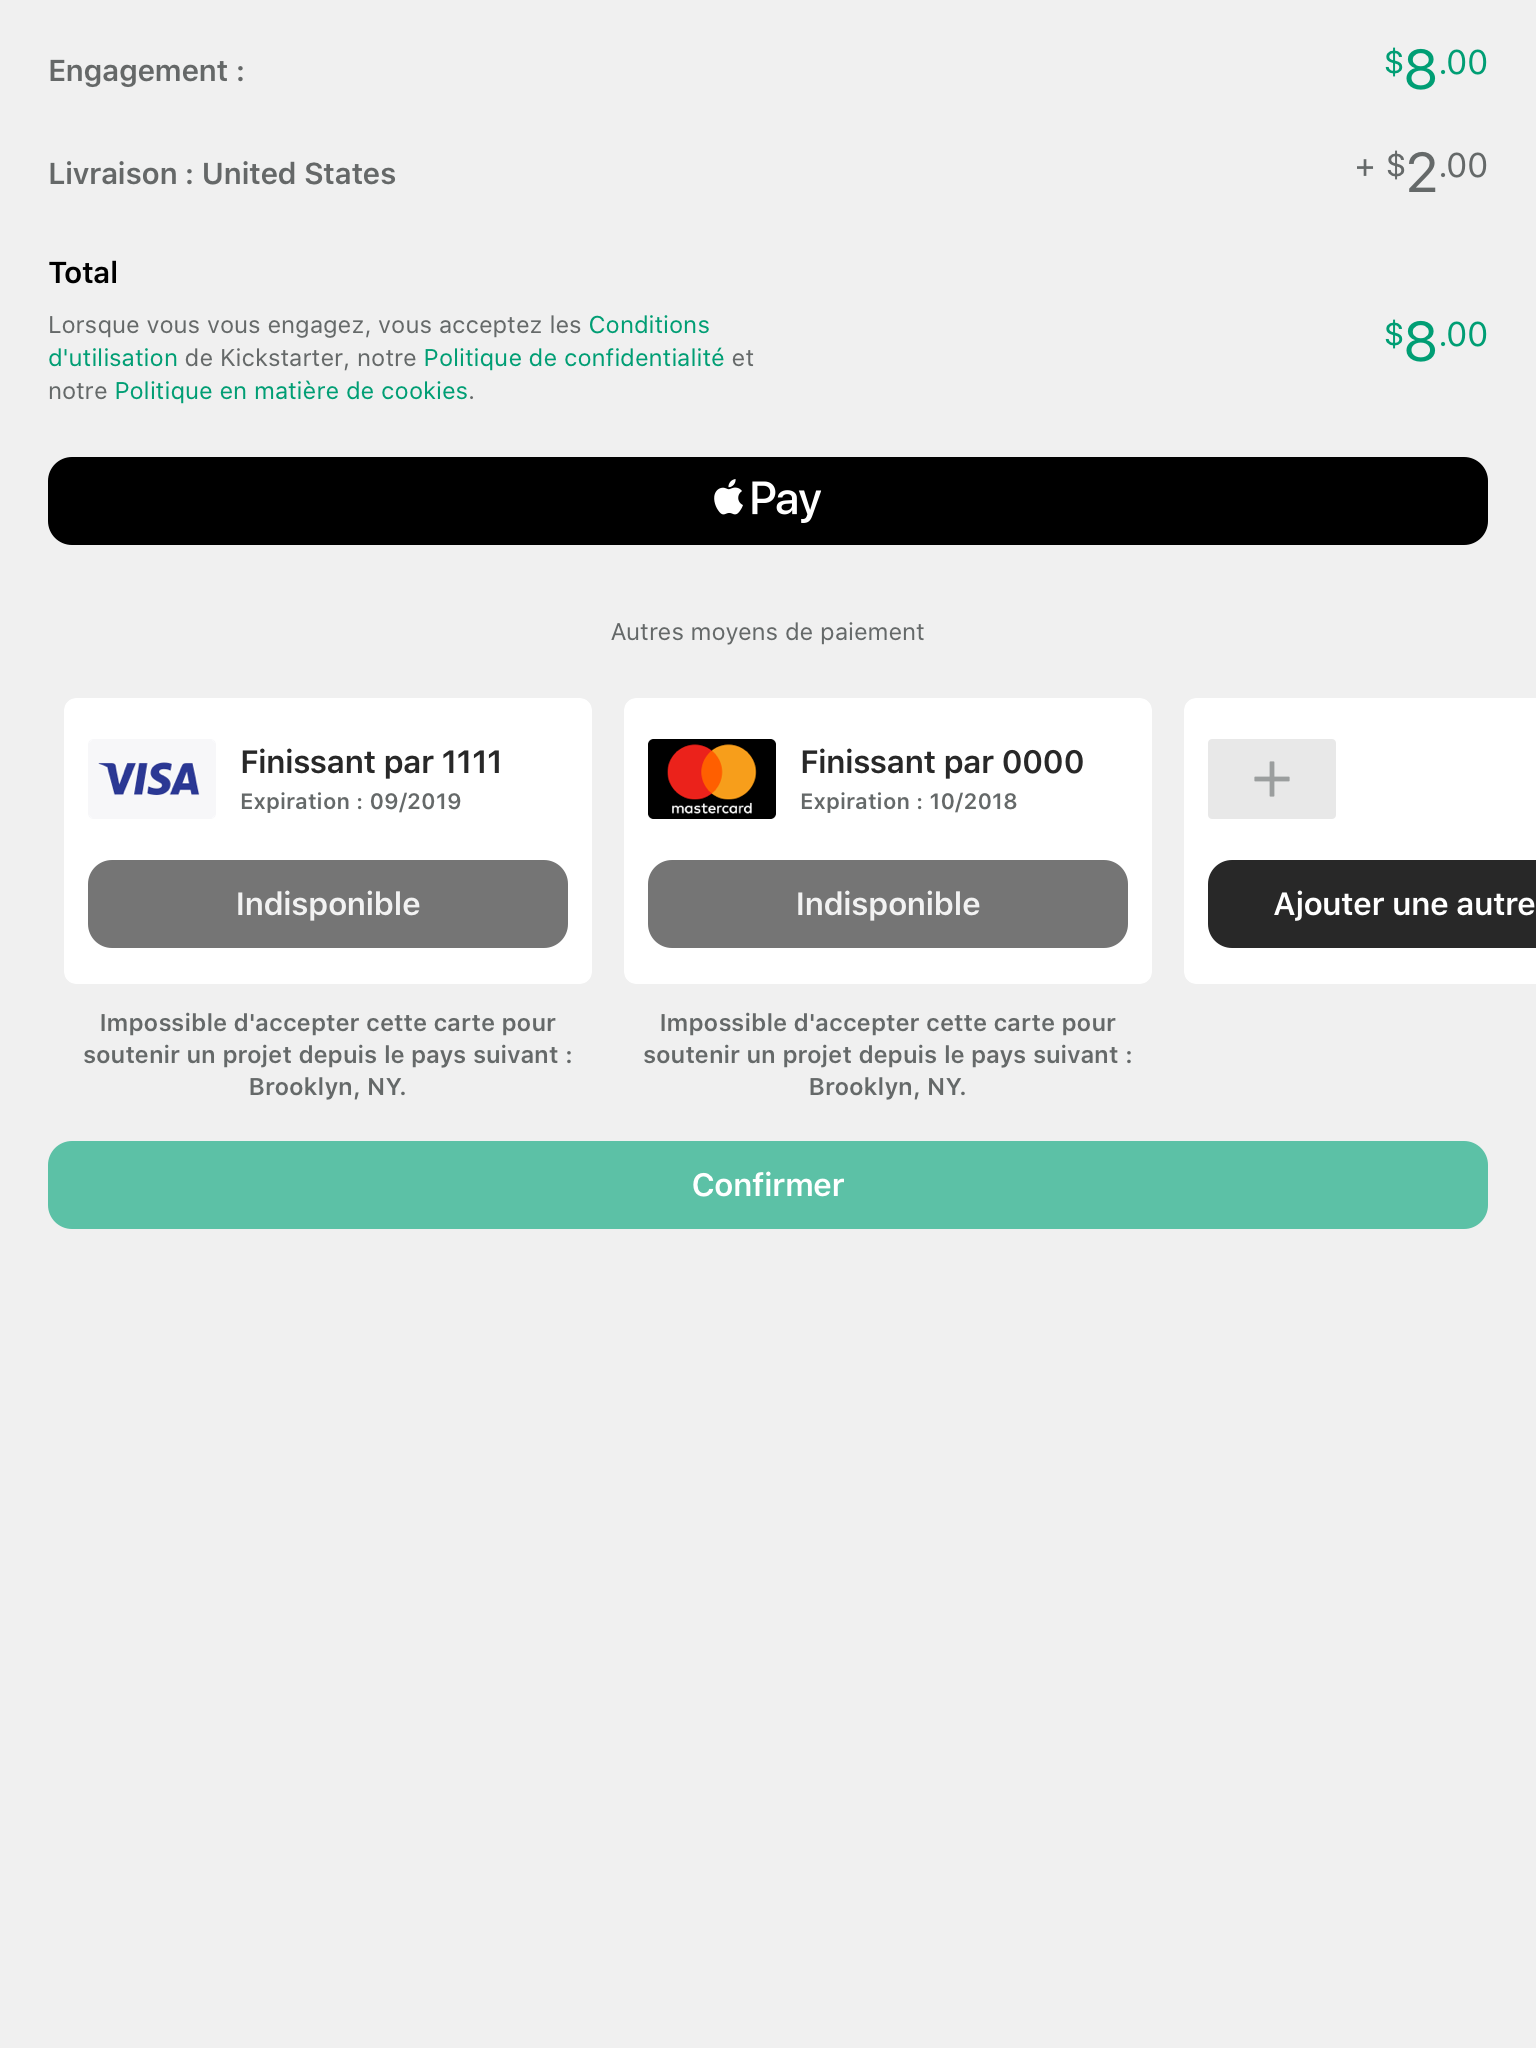 Engagement :
$8.00
Livraison : United States
+ $2.00
Total
Lorsque vous vous engagez, vous acceptez les Conditions
d'utilisation de Kickstarter, notre Politique de confidentialité et
notre Politique en matière de cookies.
$8.00
Pay
Autres moyens de paiement
VISA
Finissant par 1111
Expiration : 09/2019
Indisponible
Impossible d'accepter cette carte pour
soutenir un projet depuis le pays suivant :
Brooklyn, NY.
mastercard
Finissant par 0000
Expiration : 10/2018
Indisponible
Impossible d'accepter cette carte pour
soutenir un projet depuis le pays suivant :
Brooklyn, NY.
Ajouter une autre
Confirmer